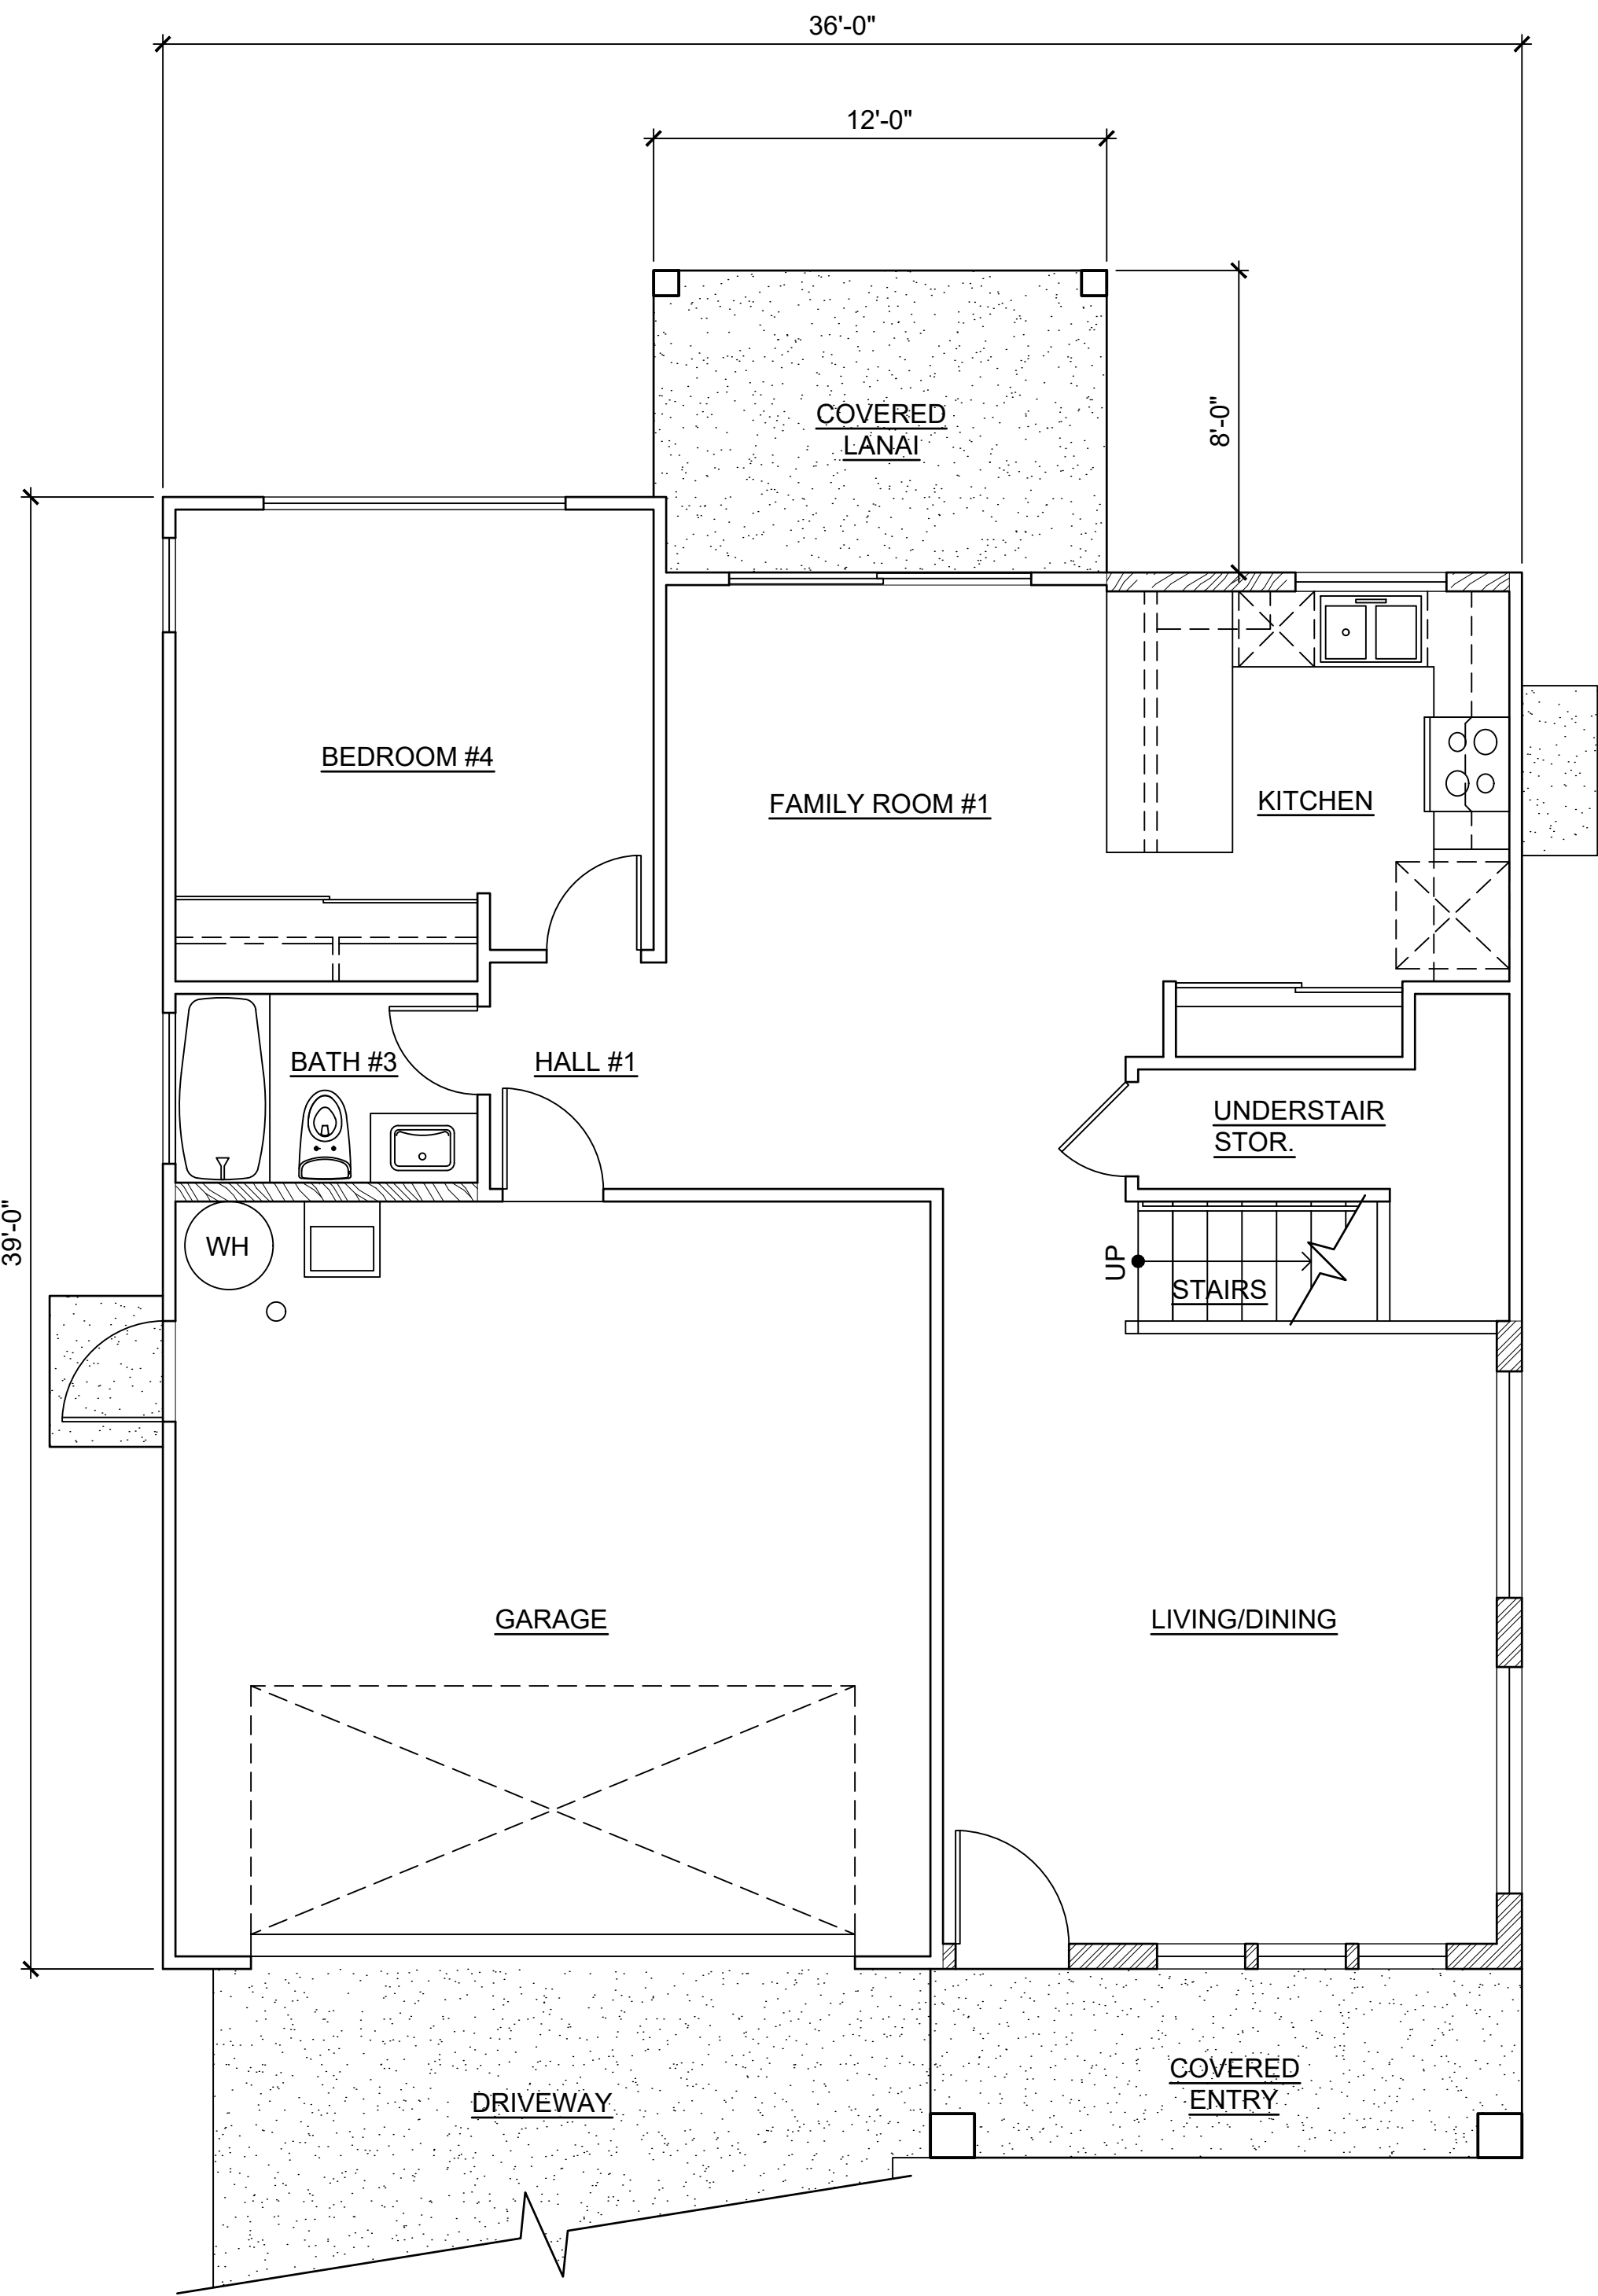 36'-0"
12'-0"
COVERED
LANAI
8'-0"
BEDROOM #4
FAMILY ROOM #1
KITCHEN
BATH #3
HALL #1
UNDERSTAIR
STOR.
39'-0"
WH
UP
STAIRS
GARAGE
LIVING/DINING
COVERED
ENTRY
DRIVEWAY